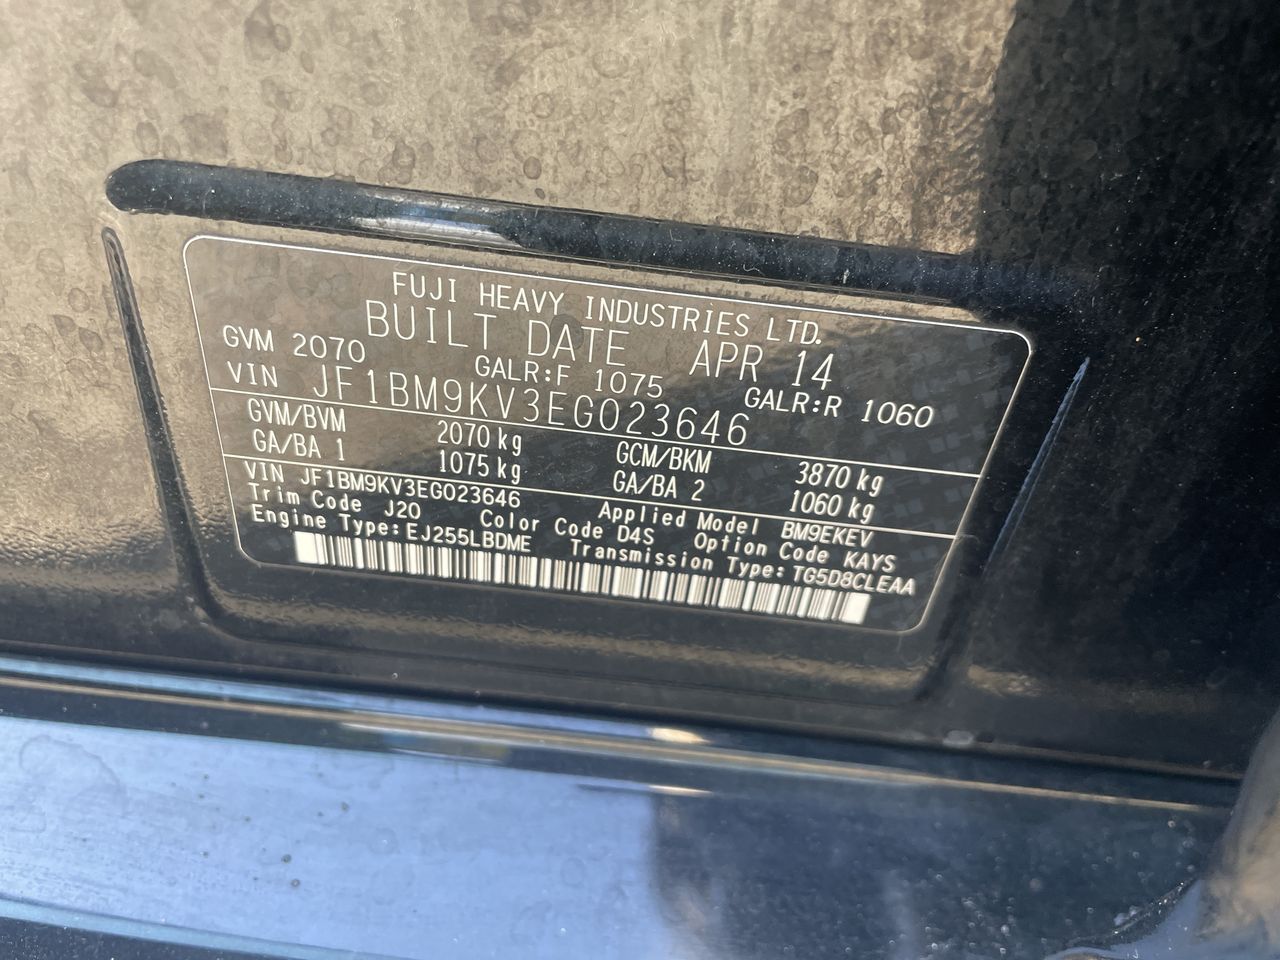 FUJI HEAVY INDUSTRIES LTD.
BUILT DATE APR 14
GVM 2070 GALR:F 1075 GALR:R 1060
VIN JF1BM9KV3EG023646
GVM/BVM 2070 kg GCM/BKM 3870 kg
GA/BA 1 1075 kg GA/BA 2 1060 kg
VIN JF1BM9KV3EG023646 Applied Model BM9EKEV
Trim Code J20 Color Code D4S Option Code KAYS
Engine Type:EJ255LBDME Transmission Type:TG5D8CLEAA